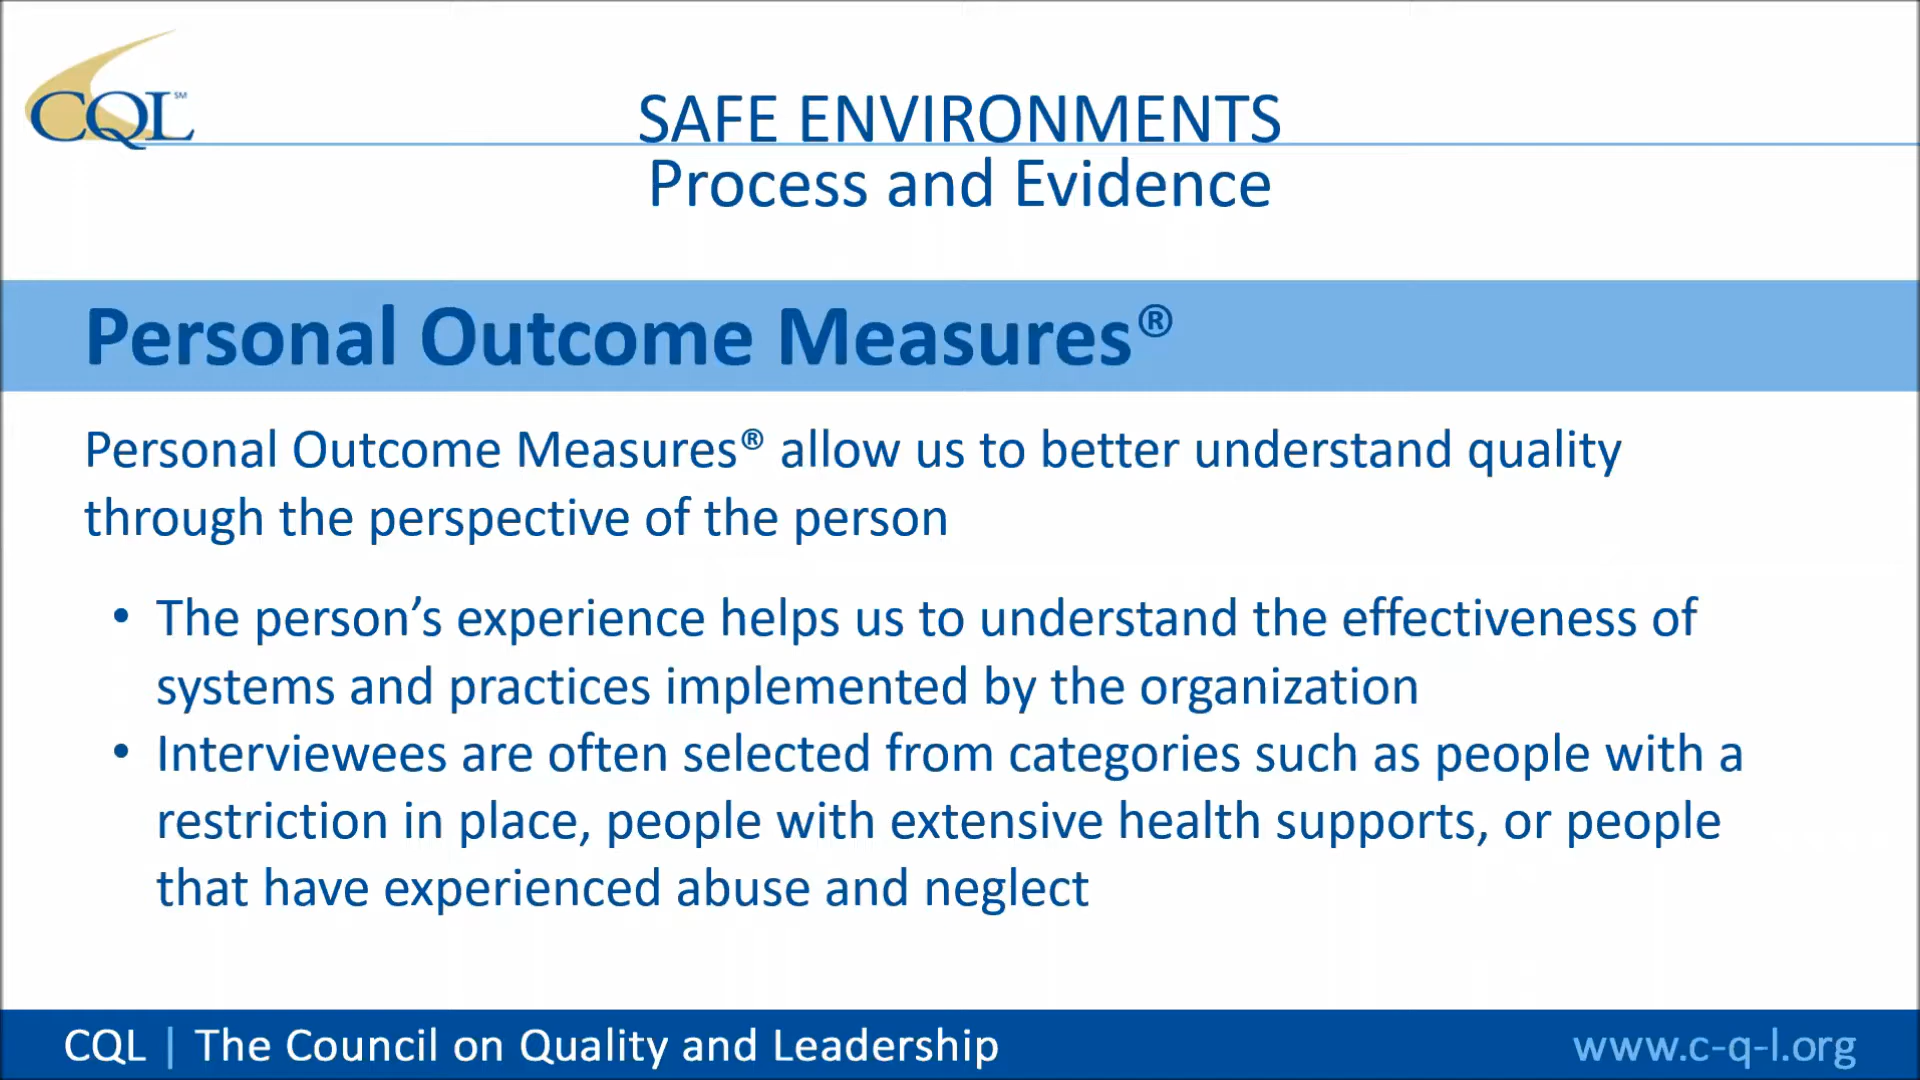 CQL℠
SAFE ENVIRONMENTS
Process and Evidence
Personal Outcome Measures®
Personal Outcome Measures® allow us to better understand quality
through the perspective of the person
• The person’s experience helps us to understand the effectiveness of
systems and practices implemented by the organization
• Interviewees are often selected from categories such as people with a
restriction in place, people with extensive health supports, or people
that have experienced abuse and neglect
CQL | The Council on Quality and Leadership
www.c-q-l.org